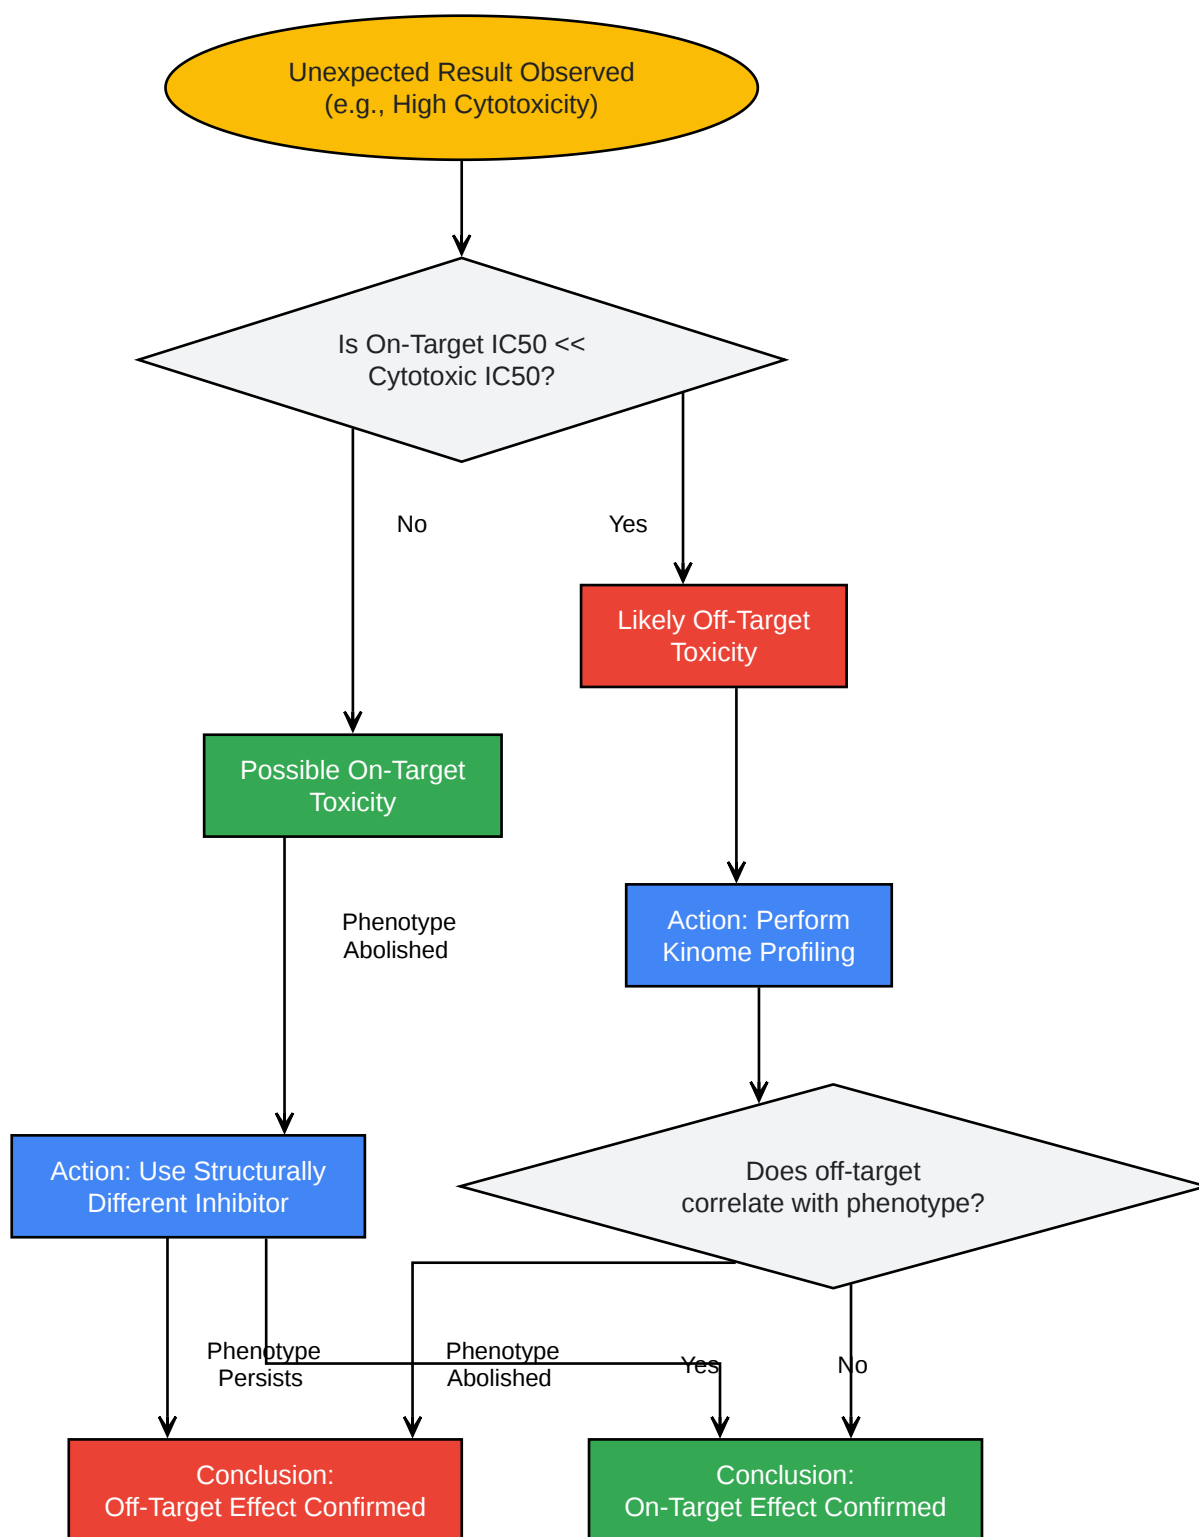 Unexpected Result Observed
(e.g., High Cytotoxicity)
Is On-Target IC50 <<
Cytotoxic IC50?
No
Yes
Likely Off-Target
Toxicity
Possible On-Target
Toxicity
Phenotype
Abolished
Action: Perform
Kinome Profiling
Action: Use Structurally
Different Inhibitor
Does off-target
correlate with phenotype?
Phenotype
Persists
Phenotype
Abolished
Yes
No
Conclusion:
Off-Target Effect Confirmed
Conclusion:
On-Target Effect Confirmed